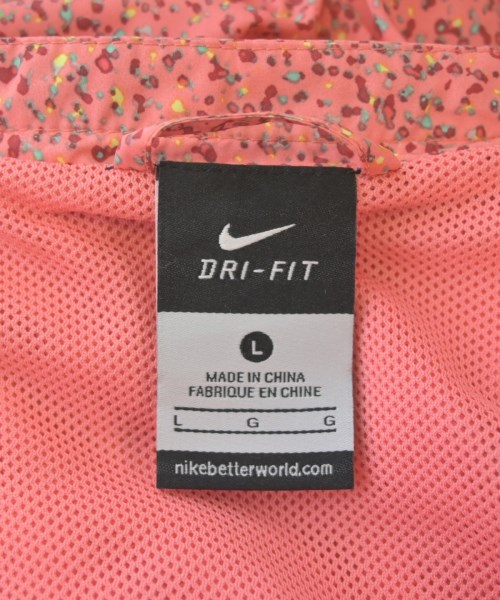 DRI-FIT
L
MADE IN CHINA
FABRIQUE EN CHINE
L G G
nikebetterworld.com